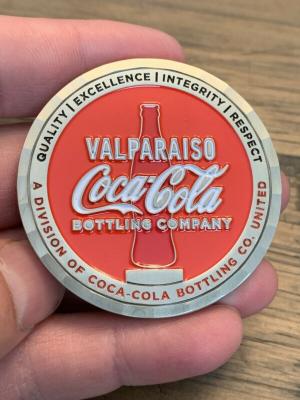 QUALITY | EXCELLENCE | INTEGRITY | RESPECT
VALPARAISO
Coca-Cola
BOTTLING COMPANY
A DIVISION OF COCA-COLA BOTTLING CO. UNITED